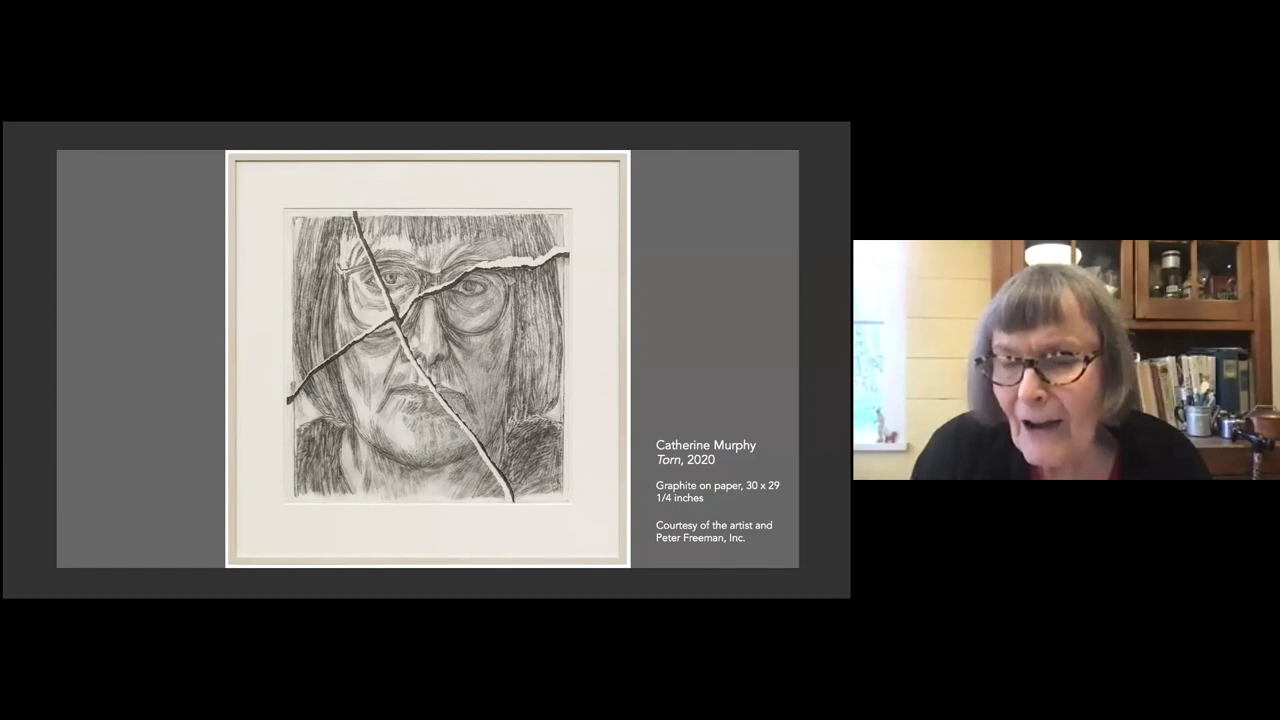 Catherine Murphy
Torn, 2020
Graphite on paper, 30 x 29
1/4 inches
Courtesy of the artist and
Peter Freeman, Inc.